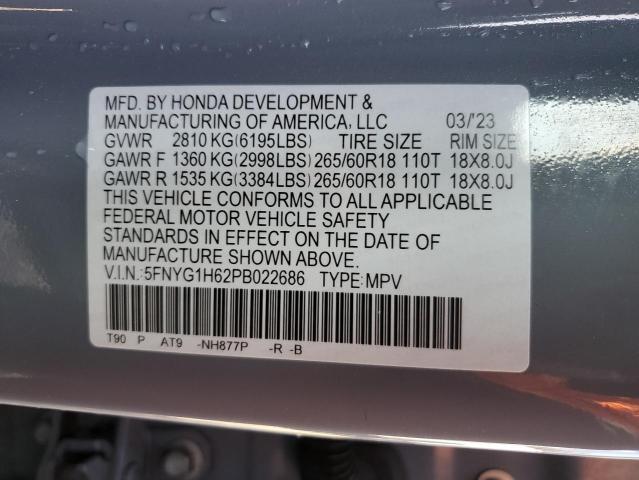 MFD. BY HONDA DEVELOPMENT &
MANUFACTURING OF AMERICA, LLC 03/'23
GVWR 2810 KG(6195LBS) TIRE SIZE RIM SIZE
GAWR F 1360 KG(2998LBS) 265/60R18 110T 18X8.0J
GAWR R 1535 KG(3384LBS) 265/60R18 110T 18X8.0J
THIS VEHICLE CONFORMS TO ALL APPLICABLE
FEDERAL MOTOR VEHICLE SAFETY
STANDARDS IN EFFECT ON THE DATE OF
MANUFACTURE SHOWN ABOVE.
V.I.N.:5FNYG1H62PB022686 TYPE:MPV
T90 P AT9 -NH877P -R -B